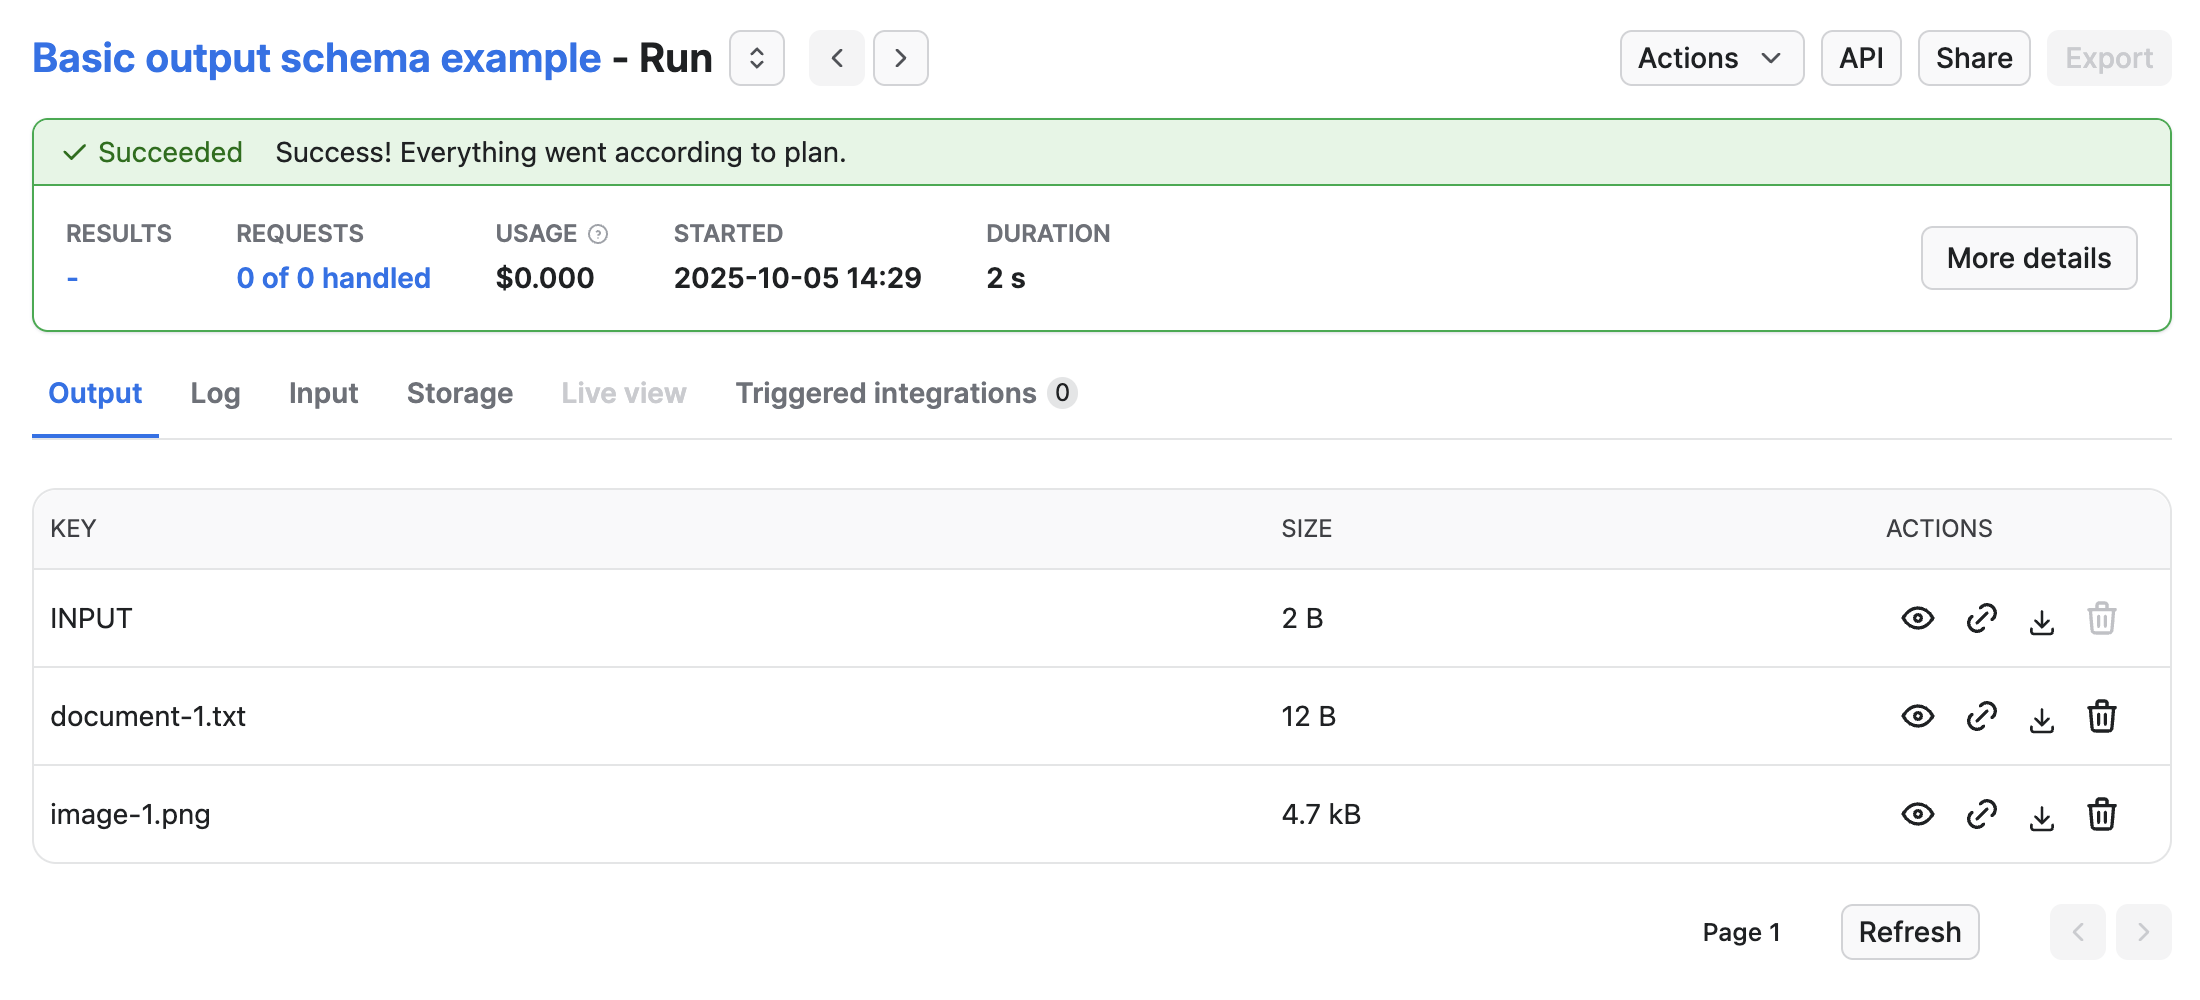 Basic output schema example - Run
Actions API Share Export
Succeeded Success! Everything went according to plan.
RESULTS REQUESTS USAGE STARTED DURATION
- 0 of 0 handled $0.000 2025-10-05 14:29 2 s
More details
Output Log Input Storage Live view Triggered integrations 0
KEY SIZE ACTIONS
INPUT 2 B
document-1.txt 12 B
image-1.png 4.7 kB
Page 1 Refresh